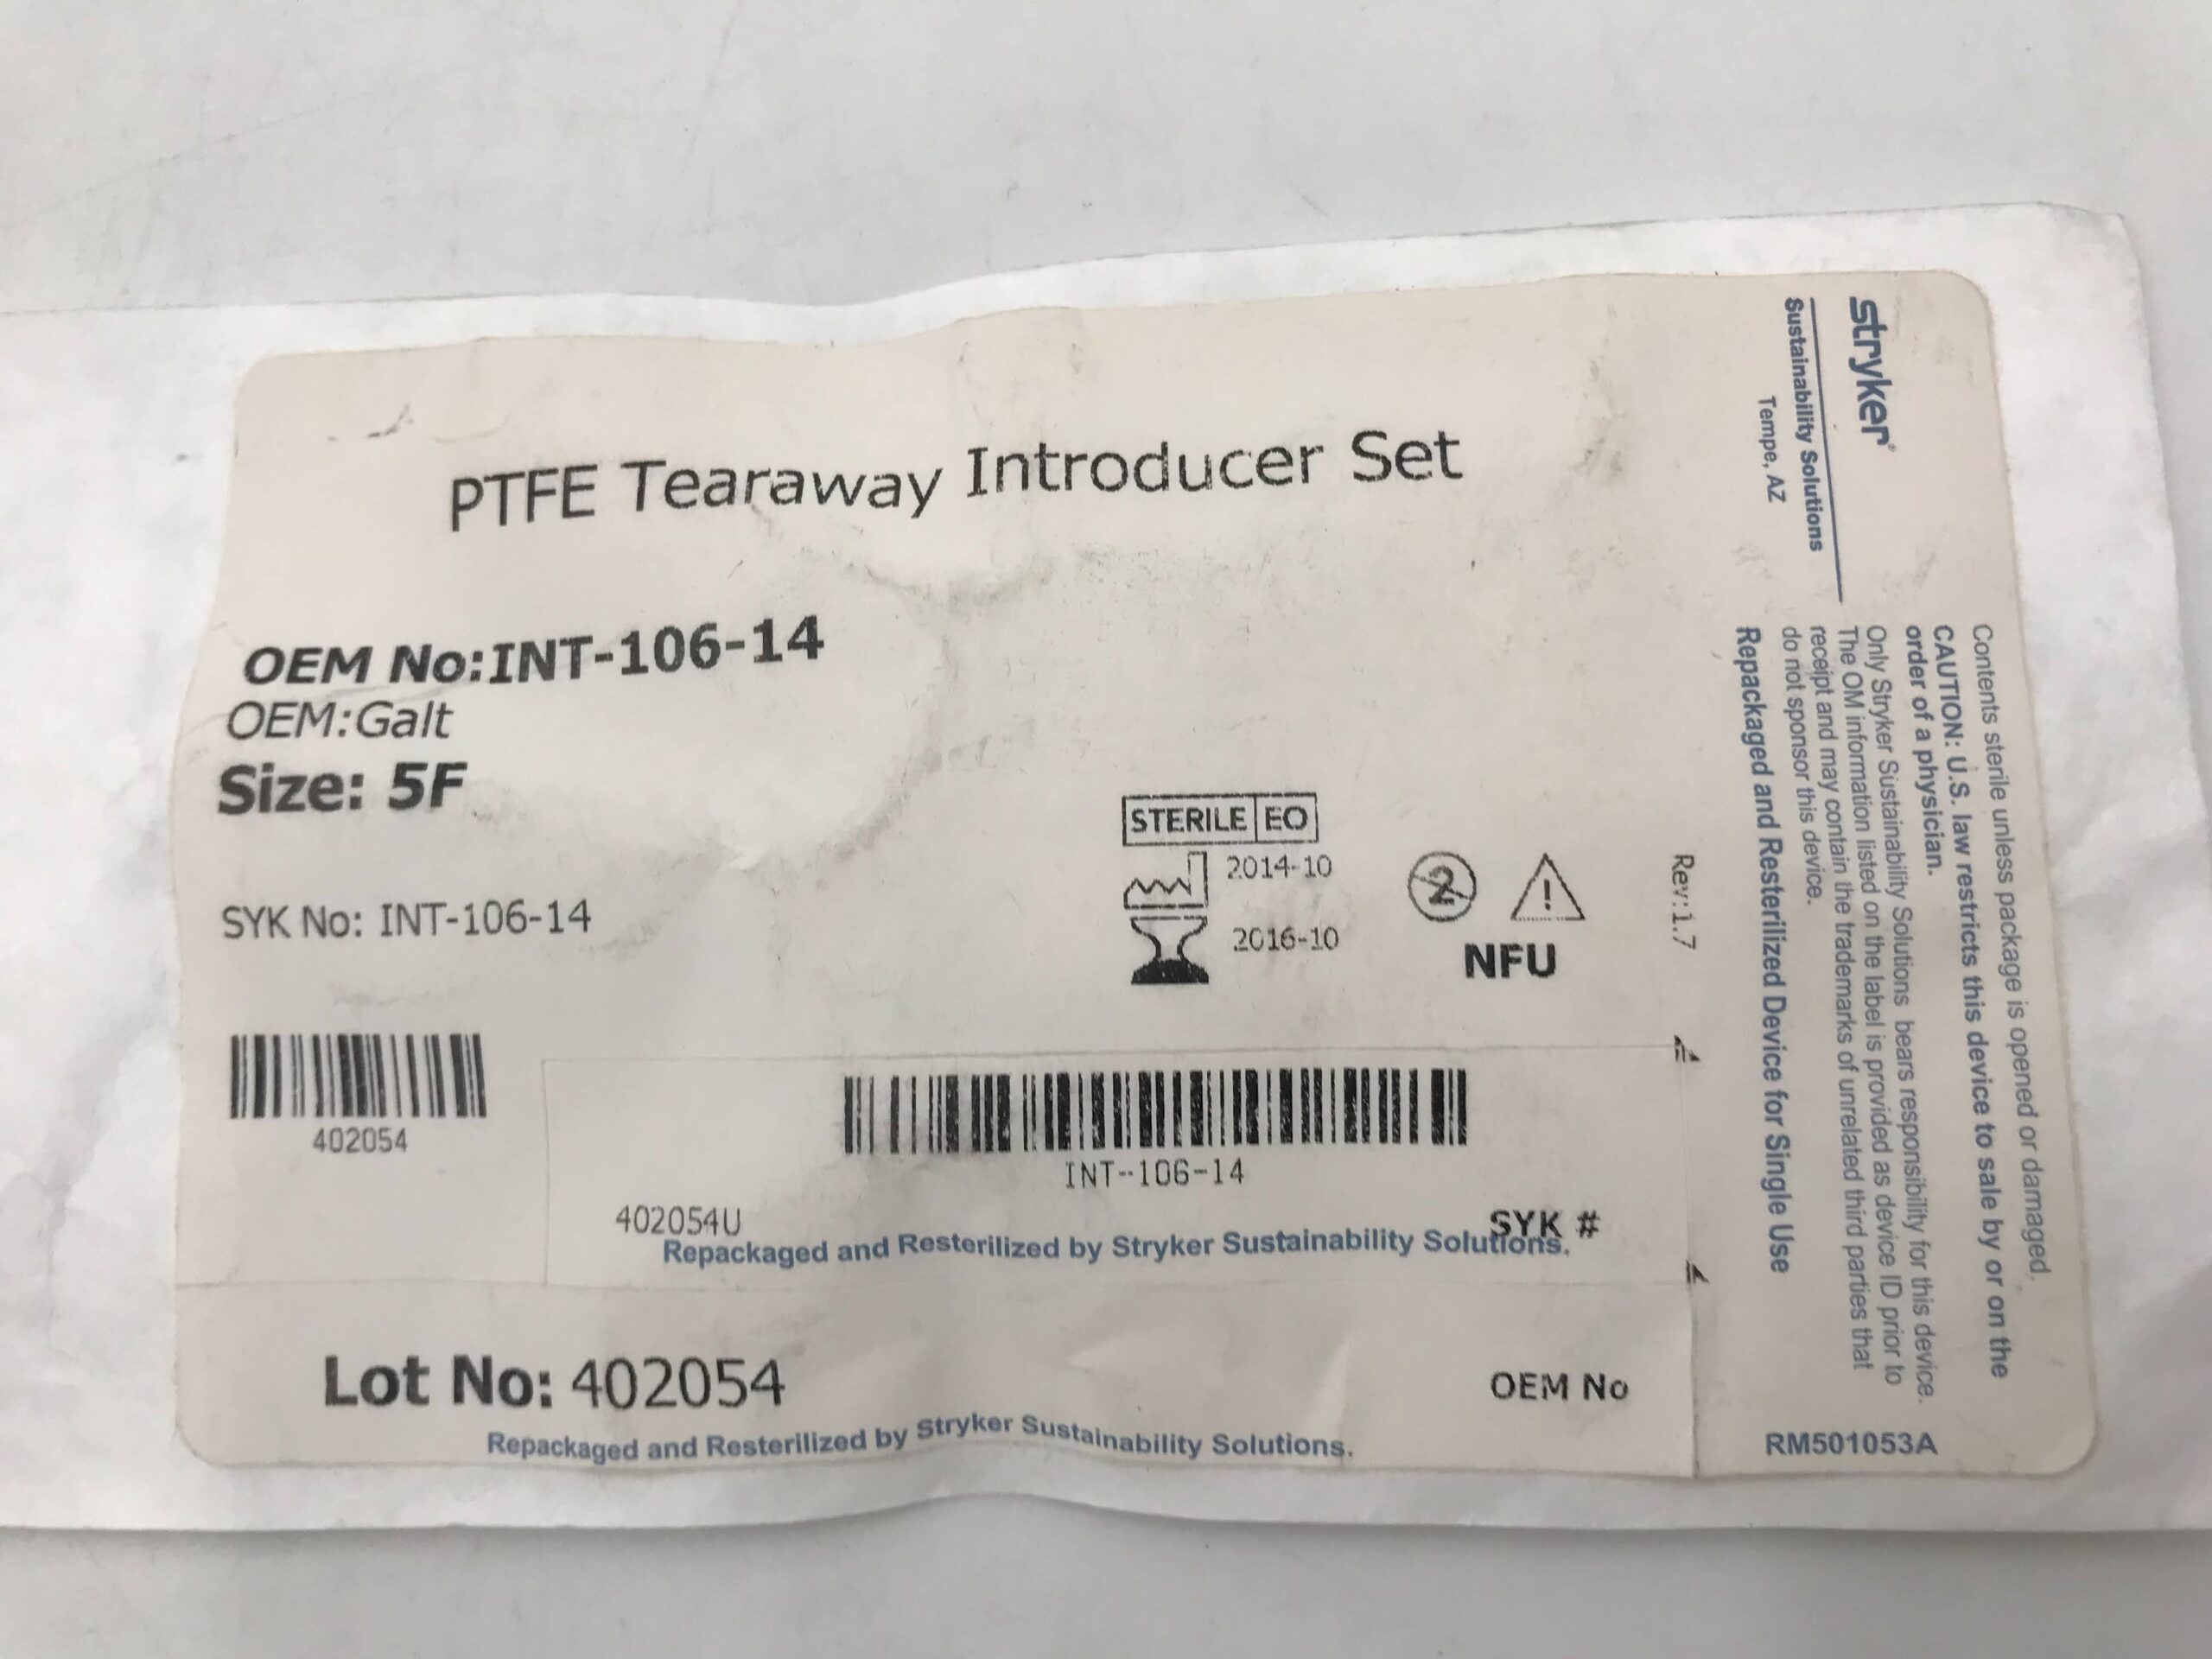 PTFE Tearaway Introducer Set
OEM No:INT-106-14
OEM:Galt
Size: 5F
SYK No: INT-106-14
STERILE EO
2014-10
2016-10
2
!
NFU
402054
INT-106-14
402054U
SYK #
Repackaged and Resterilized by Stryker Sustainability Solutions.
Lot No: 402054
OEM No
Repackaged and Resterilized by Stryker Sustainability Solutions.
Rev:1.7
stryker
Sustainability Solutions
Tempe, AZ
Contents sterile unless package is opened or damaged.
CAUTION: U.S. law restricts this device to sale by or on the
order of a physician.
Only Stryker Sustainability Solutions bears responsibility for this device.
The OM information listed on the label is provided as device ID prior to
receipt and may contain the trademarks of unrelated third parties that
do not sponsor this device.
Repackaged and Resterilized Device for Single Use
RM501053A